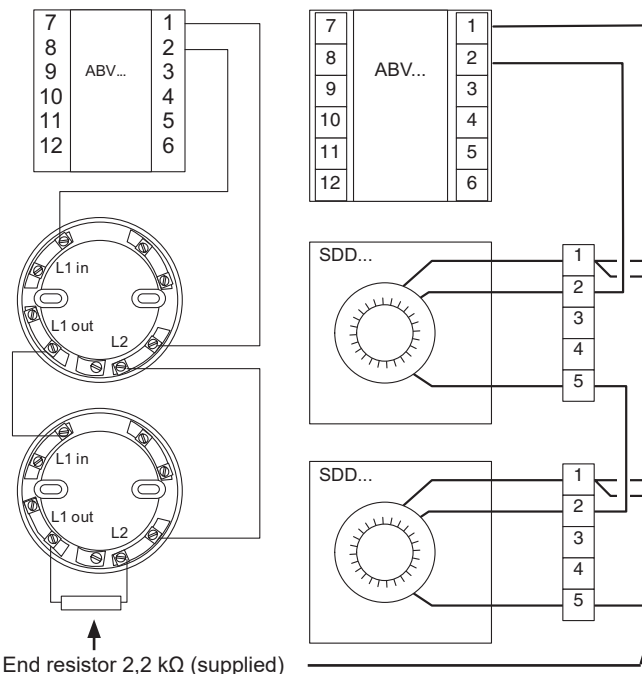 7 1
8 2
9 ABV... 3
10 4
11 5
12 6
L1 in
L1 out
L2
L1 in
L1 out
L2
End resistor 2,2 kΩ (supplied)
7 1
8 ABV... 2
9 3
10 4
11 5
12 6
SDD... 1
2
3
4
5
SDD... 1
2
3
4
5